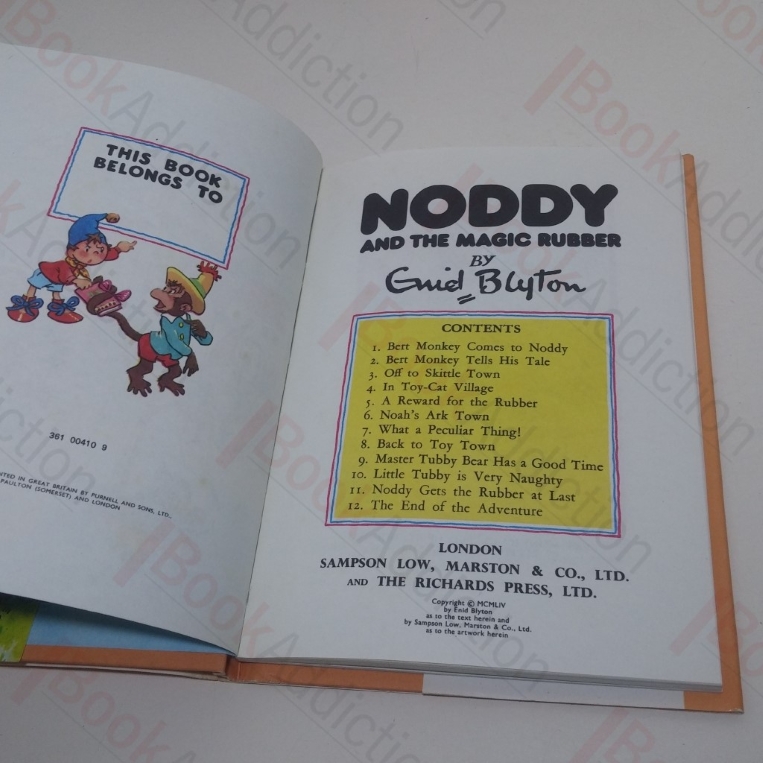 THIS BOOK
BELONGS TO
361 00410 9
TED IN GREAT BRITAIN BY PURNELL AND SONS, LTD.,
PAULTON (SOMERSET) AND LONDON
NODDY
AND THE MAGIC RUBBER
BY
Enid Blyton
CONTENTS
1. Bert Monkey Comes to Noddy
2. Bert Monkey Tells His Tale
3. Off to Skittle Town
4. In Toy-Cat Village
5. A Reward for the Rubber
6. Noah's Ark Town
7. What a Peculiar Thing!
8. Back to Toy Town
9. Master Tubby Bear Has a Good Time
10. Little Tubby is Very Naughty
11. Noddy Gets the Rubber at Last
12. The End of the Adventure
LONDON
SAMPSON LOW, MARSTON & CO., LTD.
AND THE RICHARDS PRESS, LTD.
Copyright © MCMLIV
by Enid Blyton
as to the text herein and
by Sampson Low, Marston & Co., Ltd.
as to the artwork herein
BookAddiction